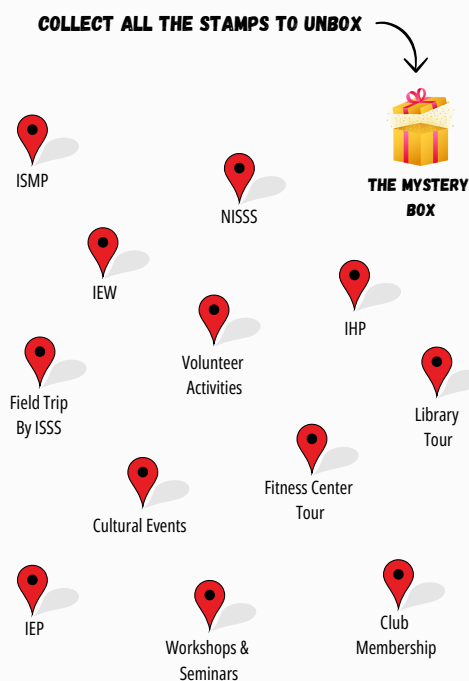 COLLECT ALL THE STAMPS TO UNBOX
THE MYSTERY
BOX
ISMP
NISSS
IEW
IHP
Volunteer
Activities
Field Trip
By ISSS
Library
Tour
Fitness Center
Tour
Cultural Events
IEP
Workshops &
Seminars
Club
Membership